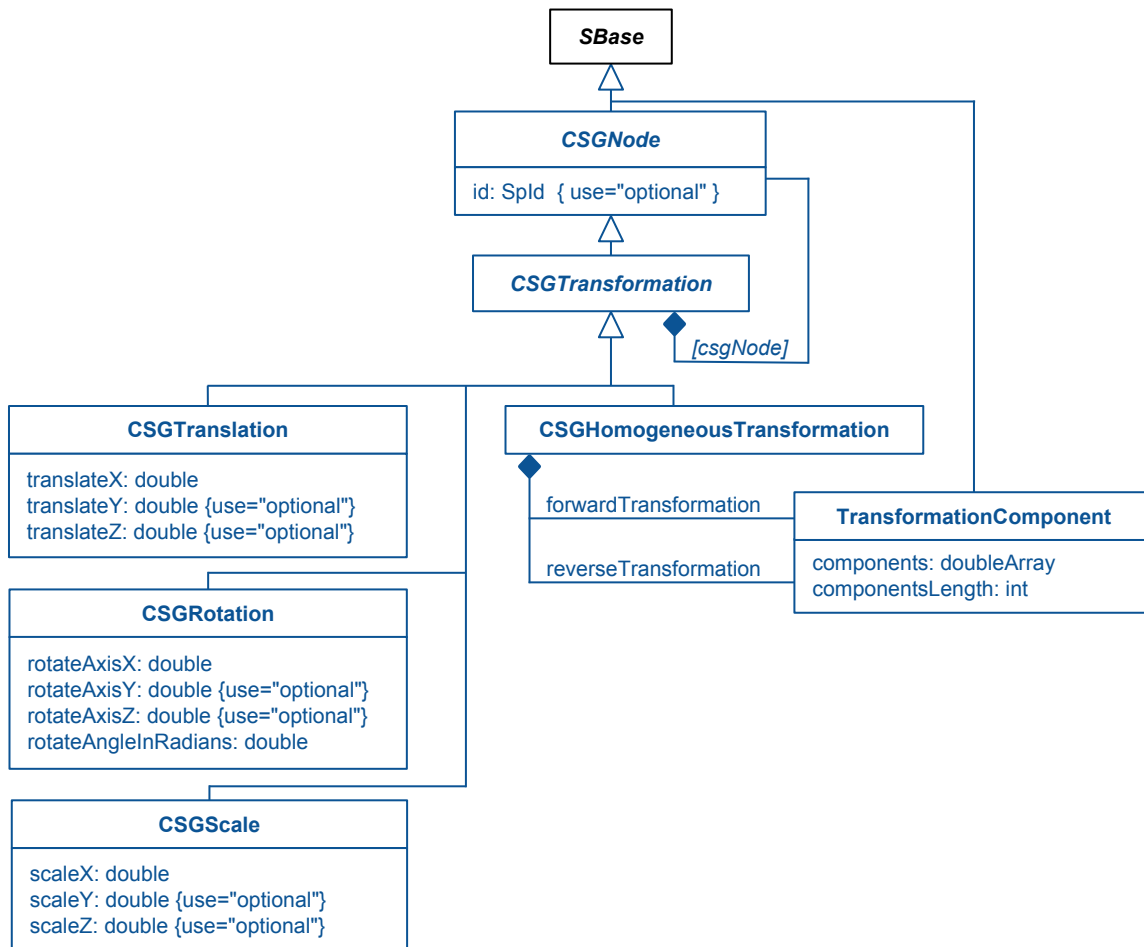 SBase
CSGNode
id: SpId { use="optional" }
CSGTransformation
[csgNode]
CSGTranslation
translateX: double
translateY: double {use="optional"}
translateZ: double {use="optional"}
CSGHomogeneousTransformation
forwardTransformation
reverseTransformation
TransformationComponent
components: doubleArray
componentsLength: int
CSGRotation
rotateAxisX: double
rotateAxisY: double {use="optional"}
rotateAxisZ: double {use="optional"}
rotateAngleInRadians: double
CSGScale
scaleX: double
scaleY: double {use="optional"}
scaleZ: double {use="optional"}